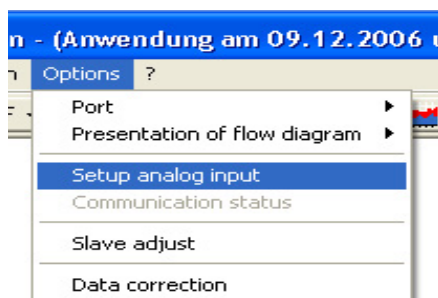 n - (Anwendung am 09.12.2006 u
n Options ?
Port
Presentation of flow diagram
Setup analog input
Communication status
Slave adjust
Data correction